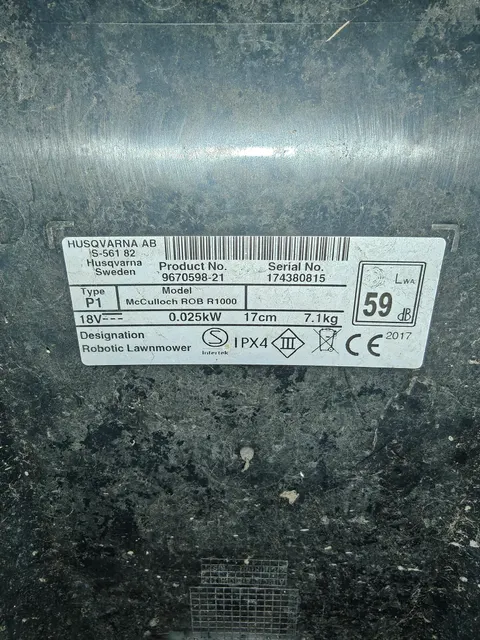 HUSQVARNA AB
S-561 82
Husqvarna
Sweden
Product No. Serial No.
9670598-21 174380815
Type Model
P1 McCulloch ROB R1000
18V 0.025kW 17cm 7.1kg
Designation
Robotic Lawnmower
S
Intertek
IPX4
III
CE 2017
LWA
59
dB